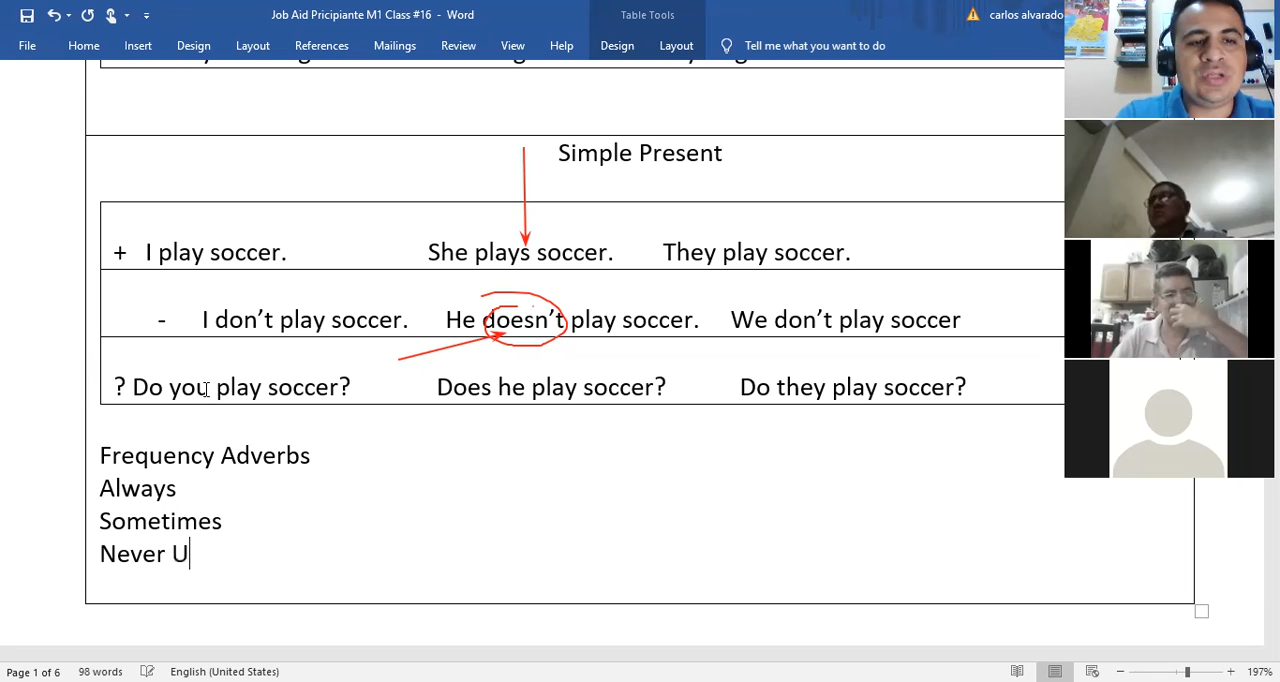 Job Aid Pricipiante M1 Class #16 - Word
Table Tools
carlos alvarado
File Home Insert Design Layout References Mailings Review View Help Design Layout Tell me what you want to do
Simple Present
+ I play soccer. She plays soccer. They play soccer.
- I don't play soccer. He doesn't play soccer. We don't play soccer
? Do you play soccer? Does he play soccer? Do they play soccer?
Frequency Adverbs
Always
Sometimes
Never U
Page 1 of 6 98 words English (United States) 197%